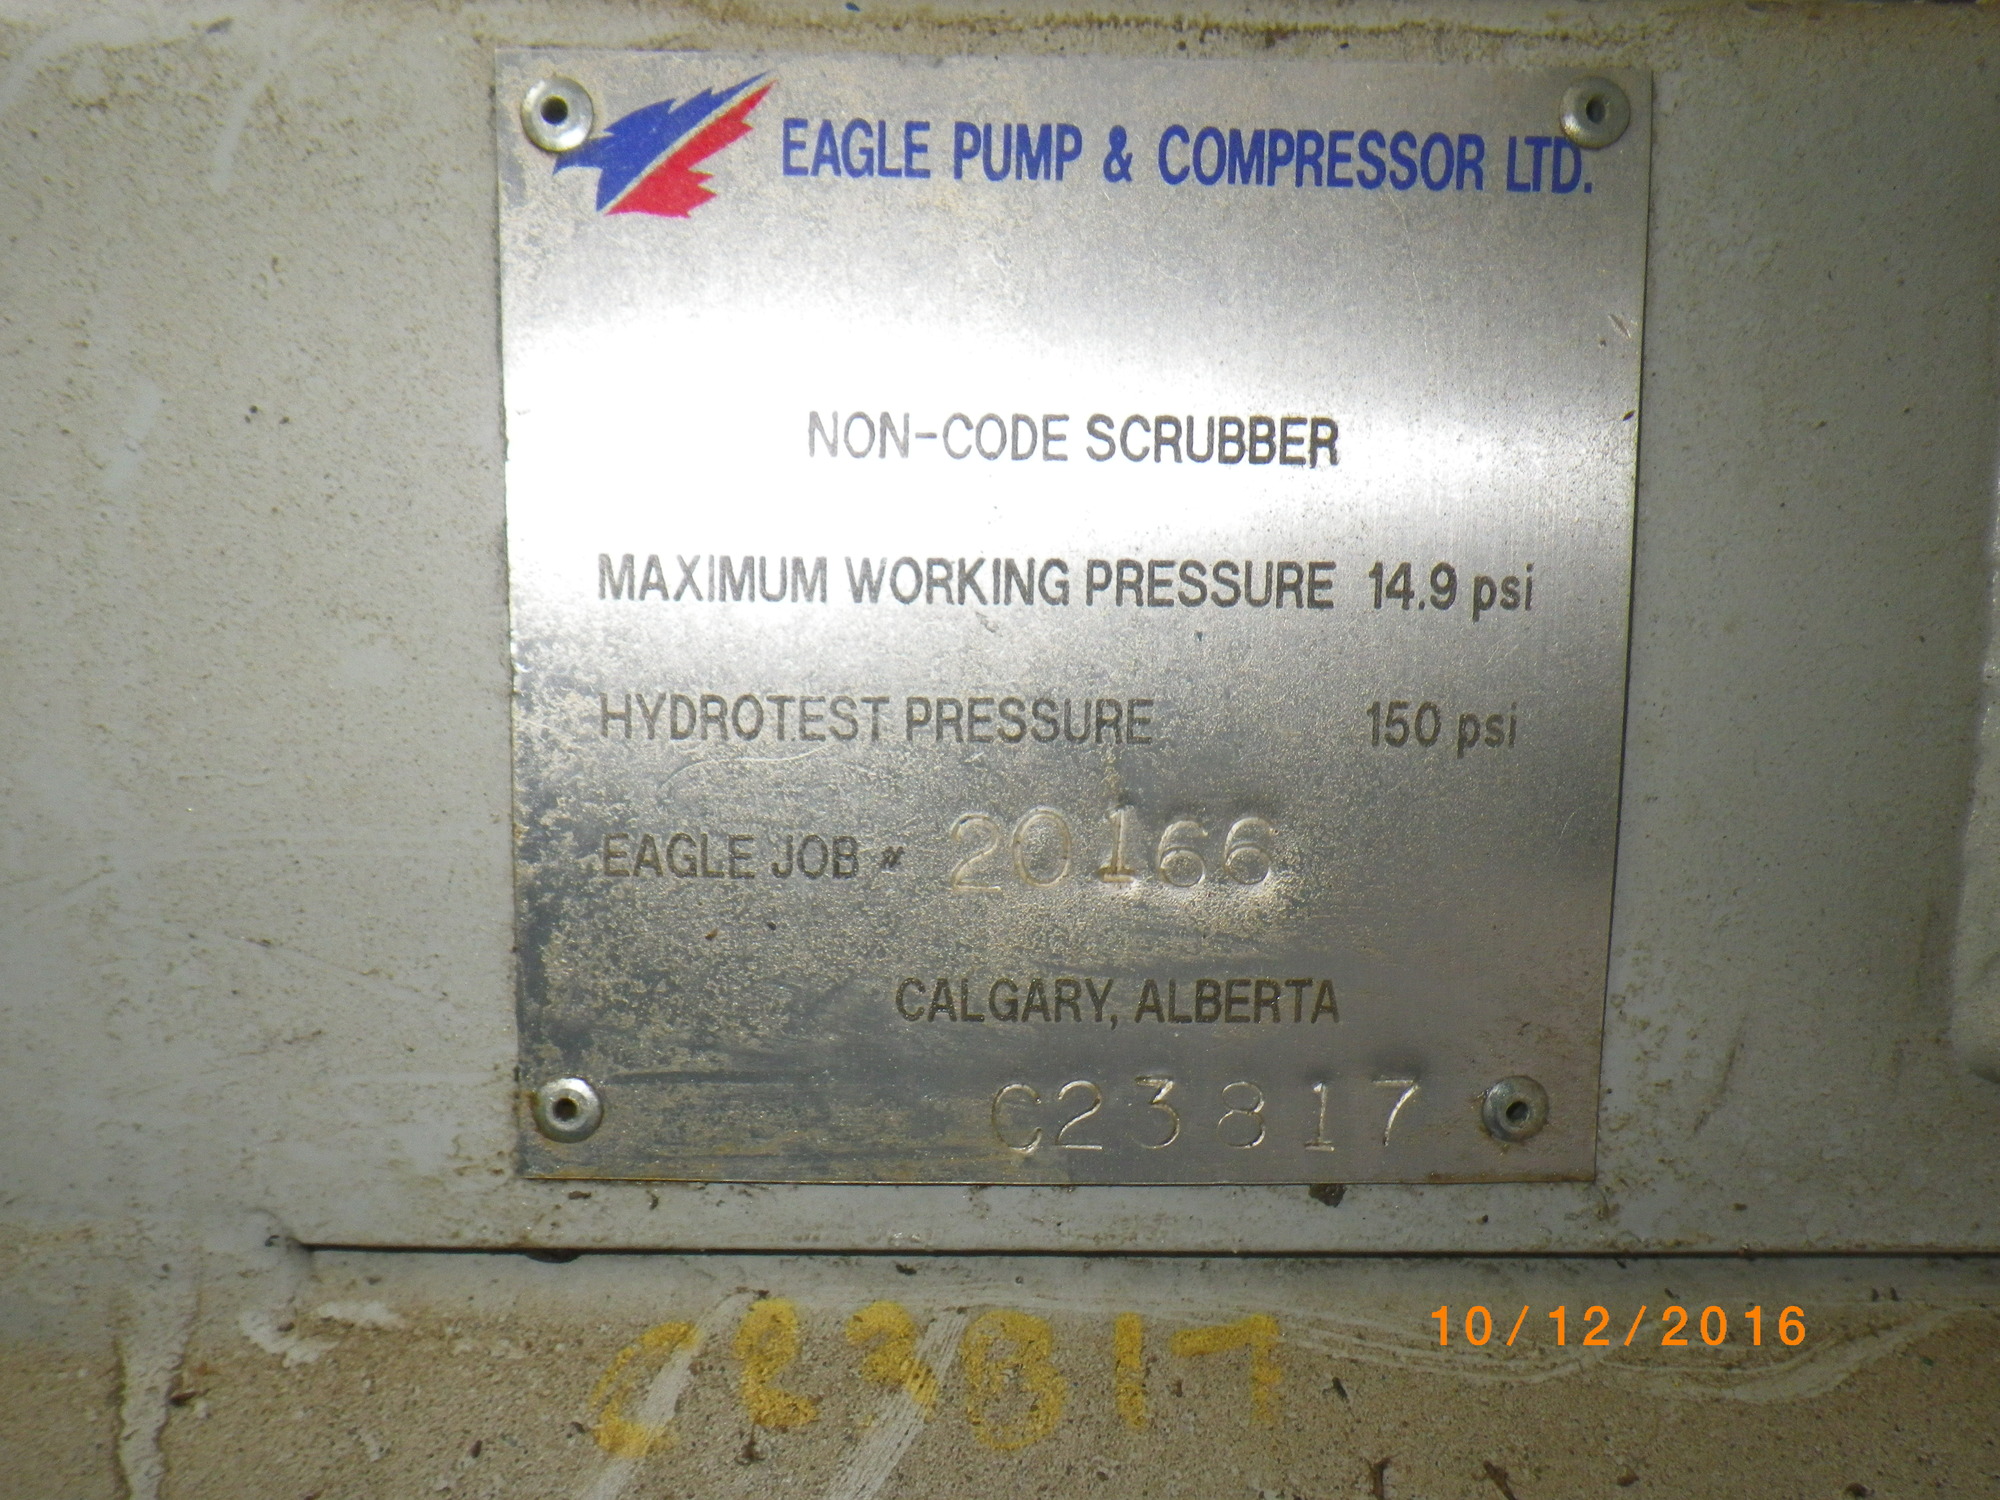 EAGLE PUMP & COMPRESSOR LTD.
NON-CODE SCRUBBER
MAXIMUM WORKING PRESSURE 14.9 psi
HYDROTEST PRESSURE 150 psi
EAGLE JOB # 20166
CALGARY, ALBERTA
C23817
C23817
10/12/2016